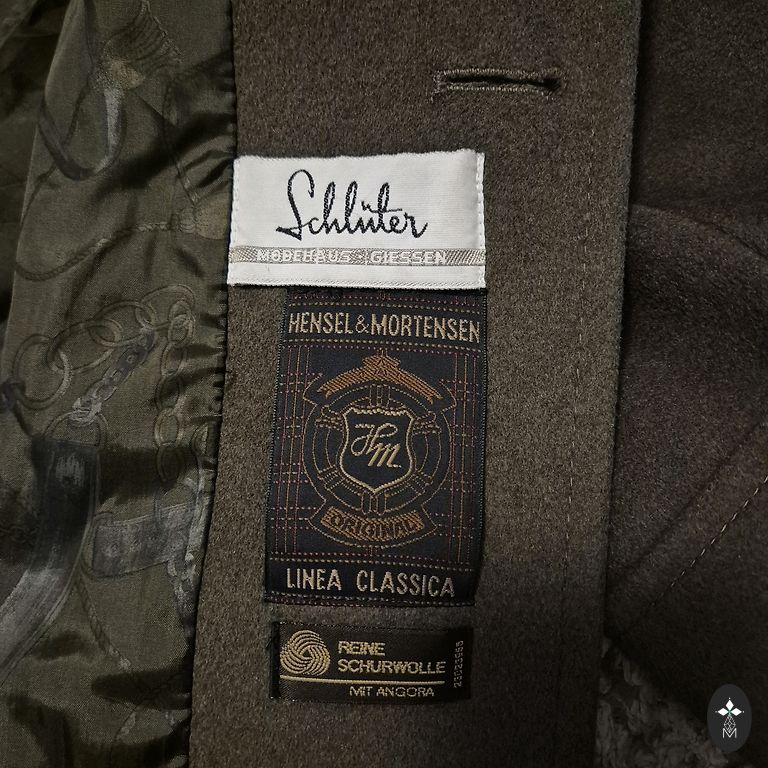 Schlüter
MODEHAUS · GIESSEN
HENSEL & MORTENSEN
HM
ORIGINAL
LINEA CLASSICA
REINE
SCHURWOLLE
MIT ANGORA
M